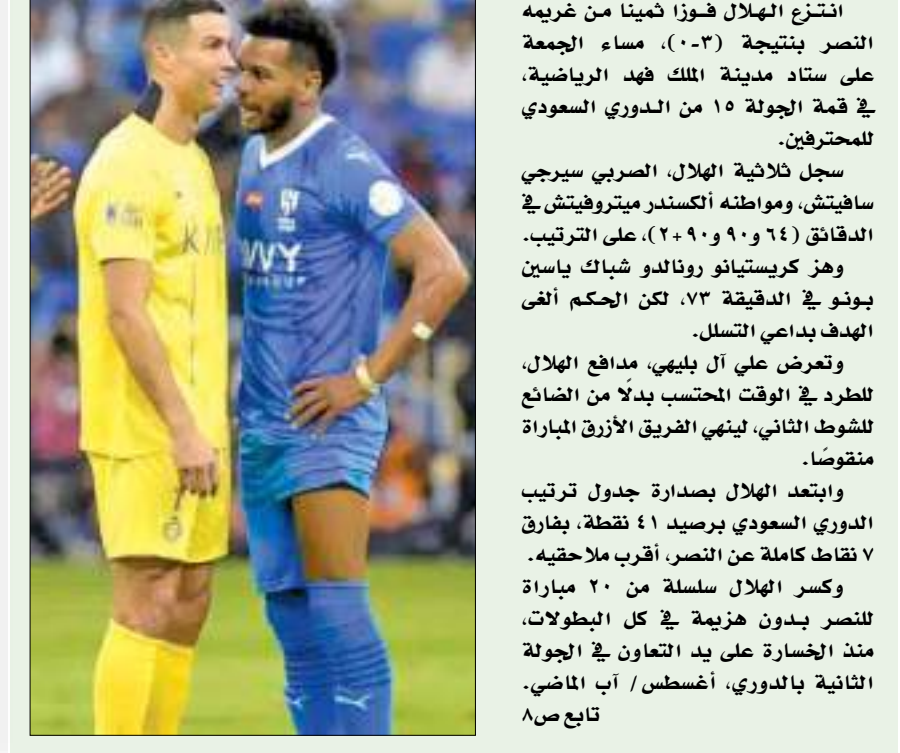 انتزع الهلال فوزا ثمينا من غريمه
النصر بنتيجة (٣-٠)، مساء الجمعة
على ستاد مدينة الملك فهد الرياضية،
في قمة الجولة ١٥ من الدوري السعودي
للمحترفين.
سجل ثلاثية الهلال، الصربي سيرجي
سافيتش، ومواطنه ألكسندر ميتروفيتش في
الدقائق (٦٤ و٩٠ و٩٠+٢)، على الترتيب.
وهز كريستيانو رونالدو شباك ياسين
بونو في الدقيقة ٧٣، لكن الحكم ألغى
الهدف بداعي التسلل.
وتعرض علي آل بليهي، مدافع الهلال،
للطرد في الوقت المحتسب بدلًا من الضائع
للشوط الثاني، لينهي الفريق الأزرق المباراة
منقوصًا.
وابتعد الهلال بصدارة جدول ترتيب
الدوري السعودي برصيد ٤١ نقطة، بفارق
٧ نقاط كاملة عن النصر، أقرب ملاحقيه.
وكسر الهلال سلسلة من ٢٠ مباراة
للنصر بدون هزيمة في كل البطولات،
منذ الخسارة على يد التعاون في الجولة
الثانية بالدوري، أغسطس/ آب الماضي.
تابع ص٨